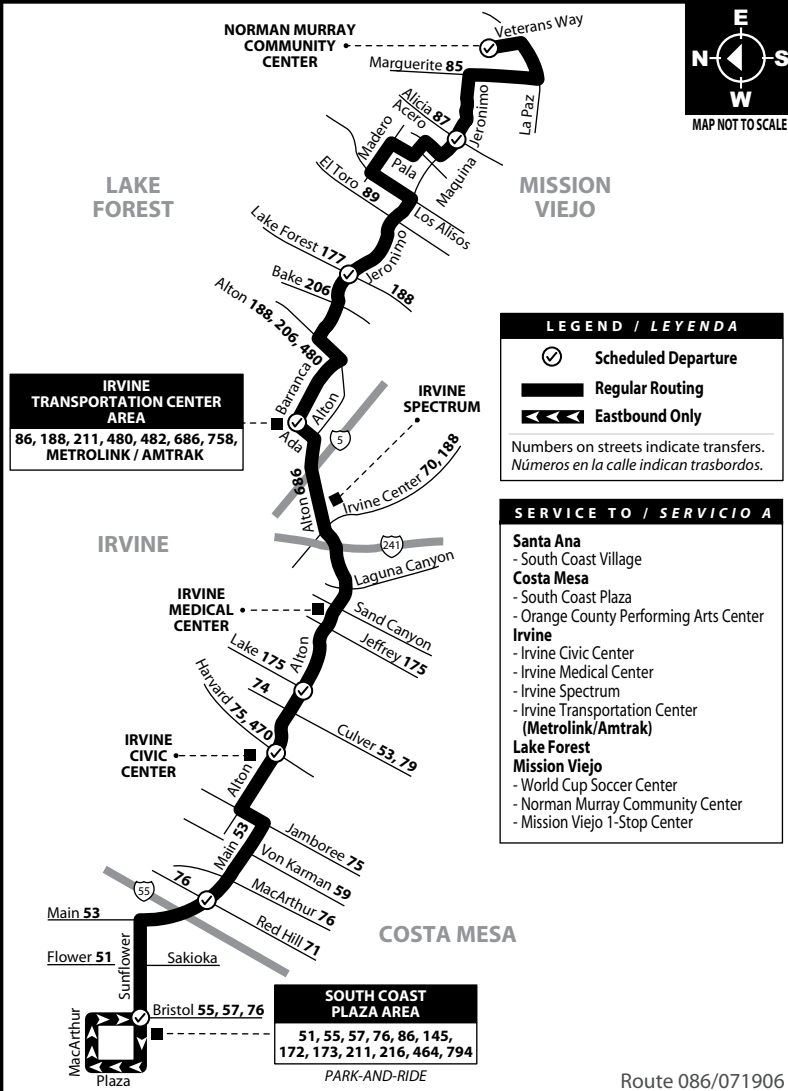 NORMAN MURRAY
COMMUNITY
CENTER
Veterans Way
E
N S
W
MAP NOT TO SCALE
Marguerite 85
Alicia 87
Acero
Jeronimo
La Paz
Madero
Pala
Maquina
LAKE
FOREST
MISSION
VIEJO
El Toro 89
Los Alisos
Lake Forest 177
Jeronimo
188
Bake 206
Alton 188, 206, 480
LEGEND / LEYENDA
Scheduled Departure
Regular Routing
Eastbound Only
Numbers on streets indicate transfers.
Números en la calle indican trasbordos.
IRVINE
TRANSPORTATION CENTER
AREA
86, 188, 211, 480, 482, 686, 758,
METROLINK / AMTRAK
Barranca
Alton
Ada
5
IRVINE
SPECTRUM
Alton 686
Irvine Center 70, 188
IRVINE
241
Laguna Canyon
SERVICE TO / SERVICIO A
Santa Ana
- South Coast Village
Costa Mesa
- South Coast Plaza
- Orange County Performing Arts Center
Irvine
- Irvine Civic Center
- Irvine Medical Center
- Irvine Spectrum
- Irvine Transportation Center
(Metrolink/Amtrak)
Lake Forest
Mission Viejo
- World Cup Soccer Center
- Norman Murray Community Center
- Mission Viejo 1-Stop Center
IRVINE
MEDICAL
CENTER
Sand Canyon
Jeffrey 175
Lake 175
Alton
74
Harvard 75, 470
Culver 53, 79
IRVINE
CIVIC
CENTER
Alton
Main 53
Jamboree 75
Von Karman 59
MacArthur 76
76
Red Hill 71
55
COSTA MESA
Main 53
Flower 51
Sunflower
Sakioka
Bristol 55, 57, 76
MacArthur
Plaza
SOUTH COAST
PLAZA AREA
51, 55, 57, 76, 86, 145,
172, 173, 211, 216, 464, 794
PARK-AND-RIDE
Route 086/071906